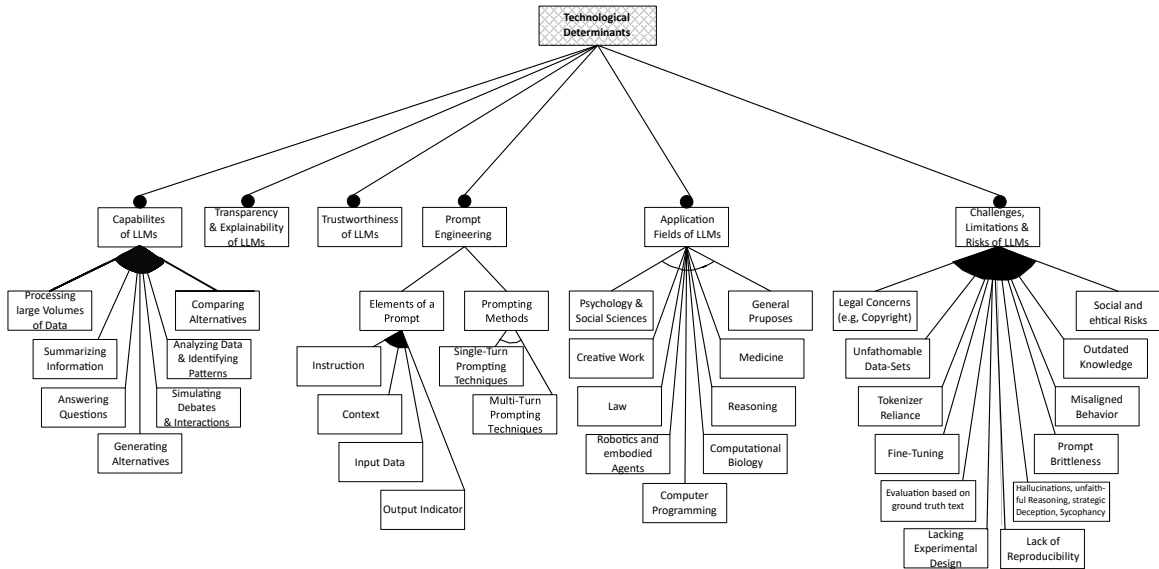 Technological
Determinants
Capabilites
of LLMs
Transparency
& Explainability
of LLMs
Trustworthiness
of LLMs
Prompt
Engineering
Application
Fields of LLMs
Challenges,
Limitations &
Risks of LLMs
Processing
large Volumes
of Data
Comparing
Alternatives
Summarizing
Information
Analyzing Data
& Identifying
Patterns
Answering
Questions
Simulating
Debates
& Interactions
Generating
Alternatives
Elements of a
Prompt
Prompting
Methods
Instruction
Single-Turn
Prompting
Techniques
Context
Multi-Turn
Prompting
Techniques
Input Data
Output Indicator
Psychology &
Social Sciences
General
Pruposes
Creative Work
Medicine
Law
Reasoning
Robotics and
embodied
Agents
Computational
Biology
Computer
Programming
Legal Concerns
(e.g, Copyright)
Social and
ehtical Risks
Unfathomable
Data-Sets
Outdated
Knowledge
Tokenizer
Reliance
Misaligned
Behavior
Fine-Tuning
Prompt
Brittleness
Evaluation based on
ground truth text
Hallucinations, unfaith-
ful Reasoning, strategic
Deception, Sycophancy
Lacking
Experimental
Design
Lack of
Reproducibility